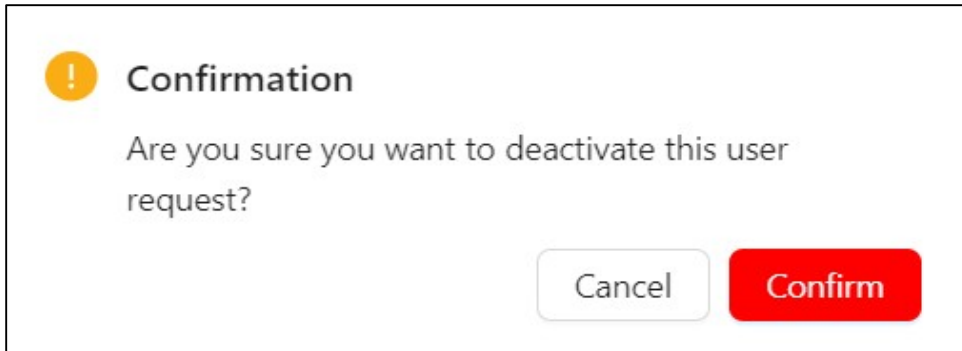 !
Confirmation
Are you sure you want to deactivate this user
request?
Cancel Confirm